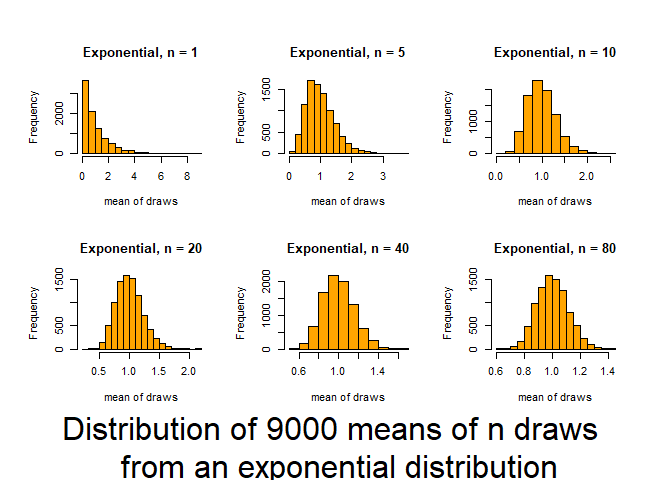 Exponential, n = 1
Frequency
0 2000
0 2 4 6 8
mean of draws
Exponential, n = 5
Frequency
0 500 1500
0 1 2 3
mean of draws
Exponential, n = 10
Frequency
0 1000
0.0 1.0 2.0
mean of draws
Exponential, n = 20
Frequency
0 500 1500
0.5 1.0 1.5 2.0
mean of draws
Exponential, n = 40
Frequency
0 1000 2000
0.6 1.0 1.4
mean of draws
Exponential, n = 80
Frequency
0 500 1500
0.6 0.8 1.0 1.2 1.4
mean of draws
Distribution of 9000 means of n draws
from an exponential distribution